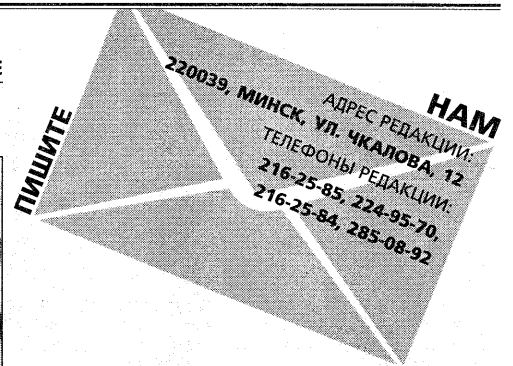 ПИШИТЕ
НАМ
АДРЕС РЕДАКЦИИ:
220039, МИНСК, УЛ. ЧКАЛОВА, 12
ТЕЛЕФОНЫ РЕДАКЦИИ:
216-25-85, 224-95-70,
216-25-84, 285-08-92